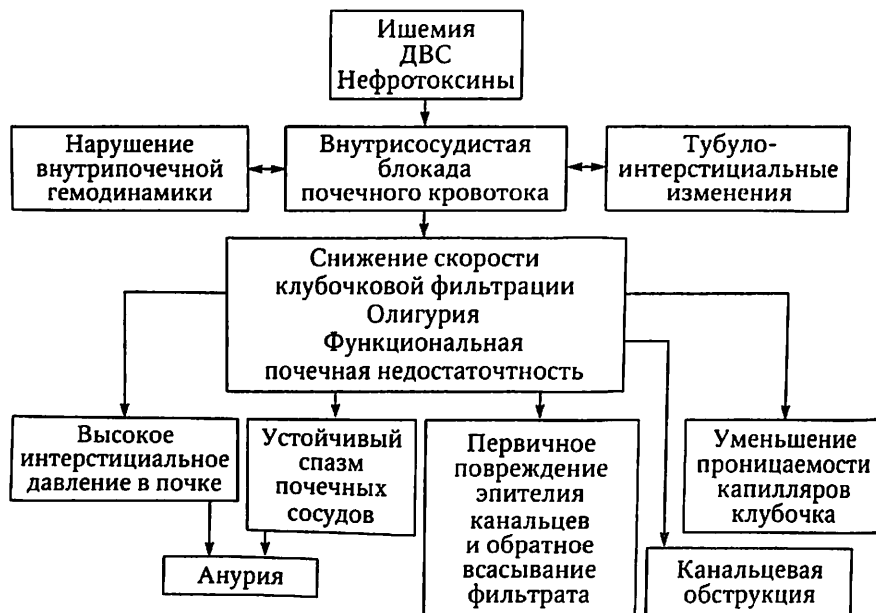 Ишемия
ДВС
Нефротоксины
Нарушение
внутрипочечной
гемодинамики
Внутрисосудистая
блокада
почечного кровотока
Тубуло-
интерстициальные
изменения
Снижение скорости
клубочковой фильтрации
Олигурия
Функциональная
почечная недостаточтность
Высокое
интерстициальное
давление в почке
Устойчивый
спазм
почечных
сосудов
Первичное
повреждение
эпителия
канальцев
и обратное
всасывание
фильтрата
Уменьшение
проницаемости
капилляров
клубочка
Анурия
Канальцевая
обструкция